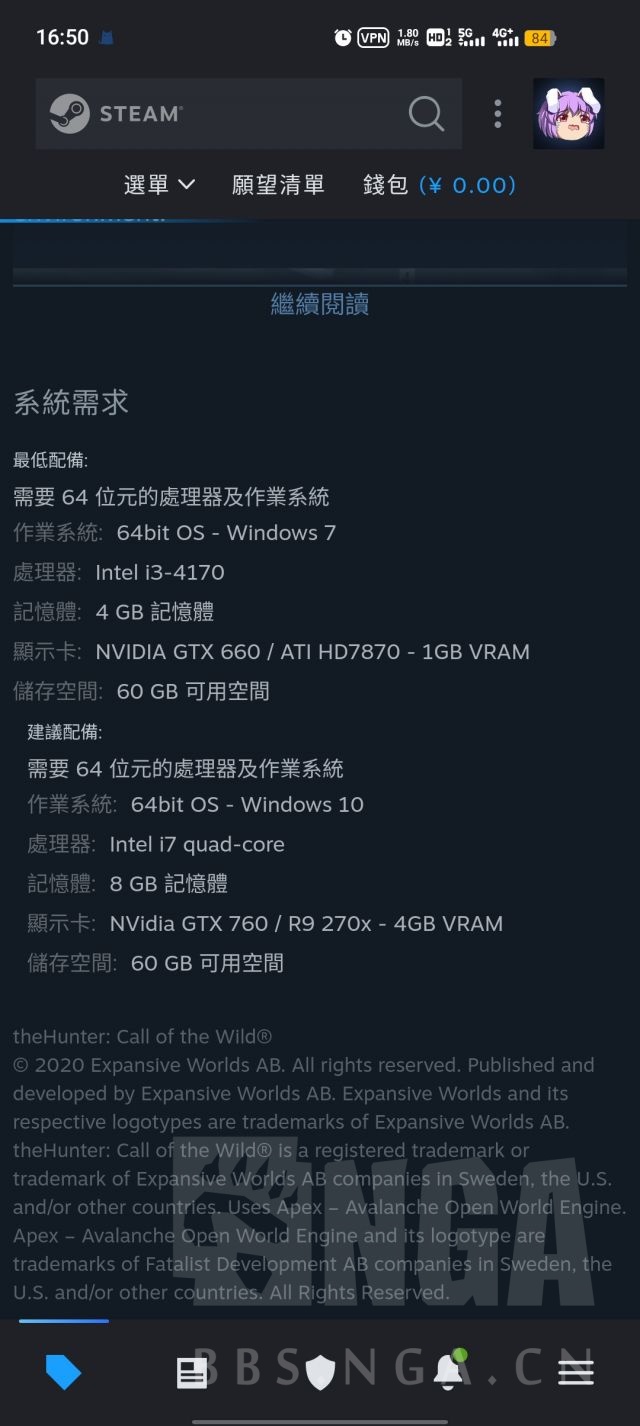 16:50
VPN 1.80 MB/s HD 1 2 5G 4G+ 84
STEAM
選單 願望清單 錢包 (¥ 0.00)
environment.
繼續閱讀
系統需求
最低配備:
需要 64 位元的處理器及作業系統
作業系統: 64bit OS - Windows 7
處理器: Intel i3-4170
記憶體: 4 GB 記憶體
顯示卡: NVIDIA GTX 660 / ATI HD7870 - 1GB VRAM
儲存空間: 60 GB 可用空間
建議配備:
需要 64 位元的處理器及作業系統
作業系統: 64bit OS - Windows 10
處理器: Intel i7 quad-core
記憶體: 8 GB 記憶體
顯示卡: NVidia GTX 760 / R9 270x - 4GB VRAM
儲存空間: 60 GB 可用空間
theHunter: Call of the Wild®
© 2020 Expansive Worlds AB. All rights reserved. Published and
developed by Expansive Worlds AB. Expansive Worlds and its
respective logotypes are trademarks of Expansive Worlds AB.
theHunter: Call of the Wild® is a registered trademark or
trademark of Expansive Worlds AB companies in Sweden, the U.S.
and/or other countries. Uses Apex – Avalanche Open World Engine.
Apex – Avalanche Open World Engine and its logotype are
trademarks of Fatalist Development AB companies in Sweden, the
U.S. and/or other countries. All Rights Reserved.
NGA
BBS.NGA.CN